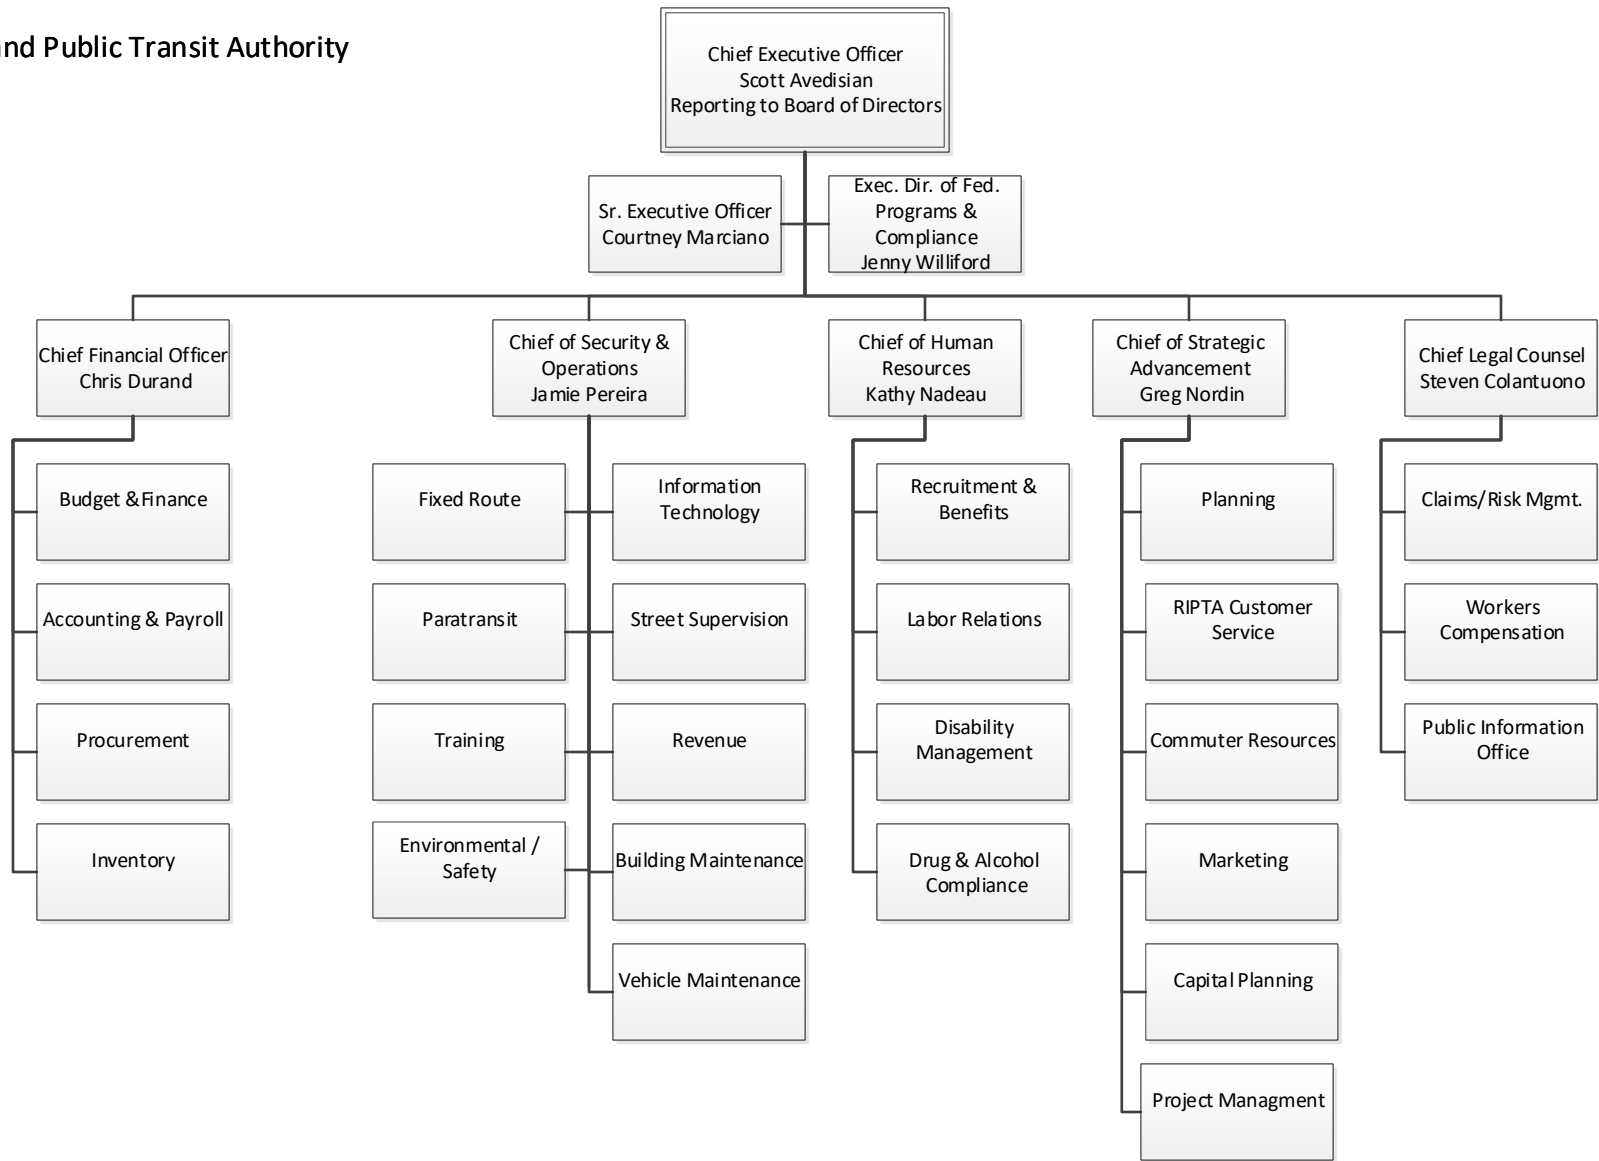 nd Public Transit Authority
Chief Executive Officer
Scott Avedisian
Reporting to Board of Directors
Sr. Executive Officer
Courtney Marciano
Exec. Dir. of Fed.
Programs &
Compliance
Jenny Williford
Chief Financial Officer
Chris Durand
Chief of Security &
Operations
Jamie Pereira
Chief of Human
Resources
Kathy Nadeau
Chief of Strategic
Advancement
Greg Nordin
Chief Legal Counsel
Steven Colantuono
Budget & Finance
Accounting & Payroll
Procurement
Inventory
Fixed Route
Paratransit
Training
Environmental /
Safety
Information
Technology
Street Supervision
Revenue
Building Maintenance
Vehicle Maintenance
Recruitment &
Benefits
Labor Relations
Disability
Management
Drug & Alcohol
Compliance
Planning
RIPTA Customer
Service
Commuter Resources
Marketing
Capital Planning
Project Managment
Claims/Risk Mgmt.
Workers
Compensation
Public Information
Office